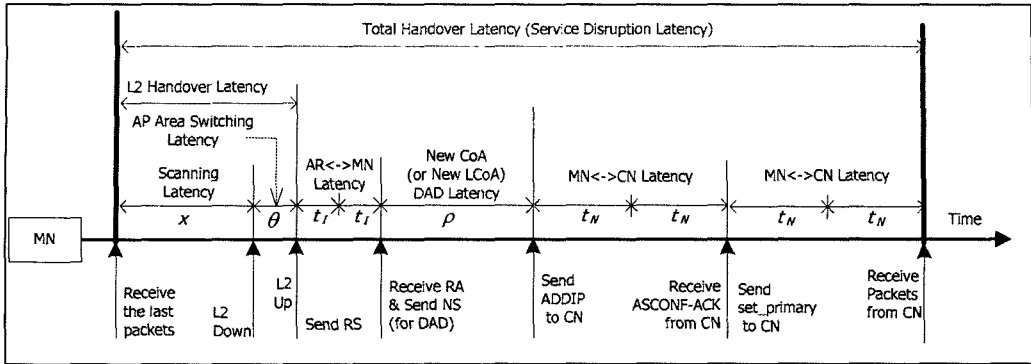 Total Handover Latency (Service Disruption Latency)
L2 Handover Latency
AP Area Switching
Latency
Scanning
Latency
AR<->MN
Latency
New CoA
(or New LCoA)
DAD Latency
MN<->CN Latency
MN<->CN Latency
x
θ
t_I
t_I
ρ
t_N
t_N
t_N
t_N
Time
MN
Receive
the last
packets
L2
Down
L2
Up
Send RS
Receive RA
& Send NS
(for DAD)
Send
ADDIP
to CN
Receive
ASCONF-ACK
from CN
Send
set_primary
to CN
Receive
Packets
from CN